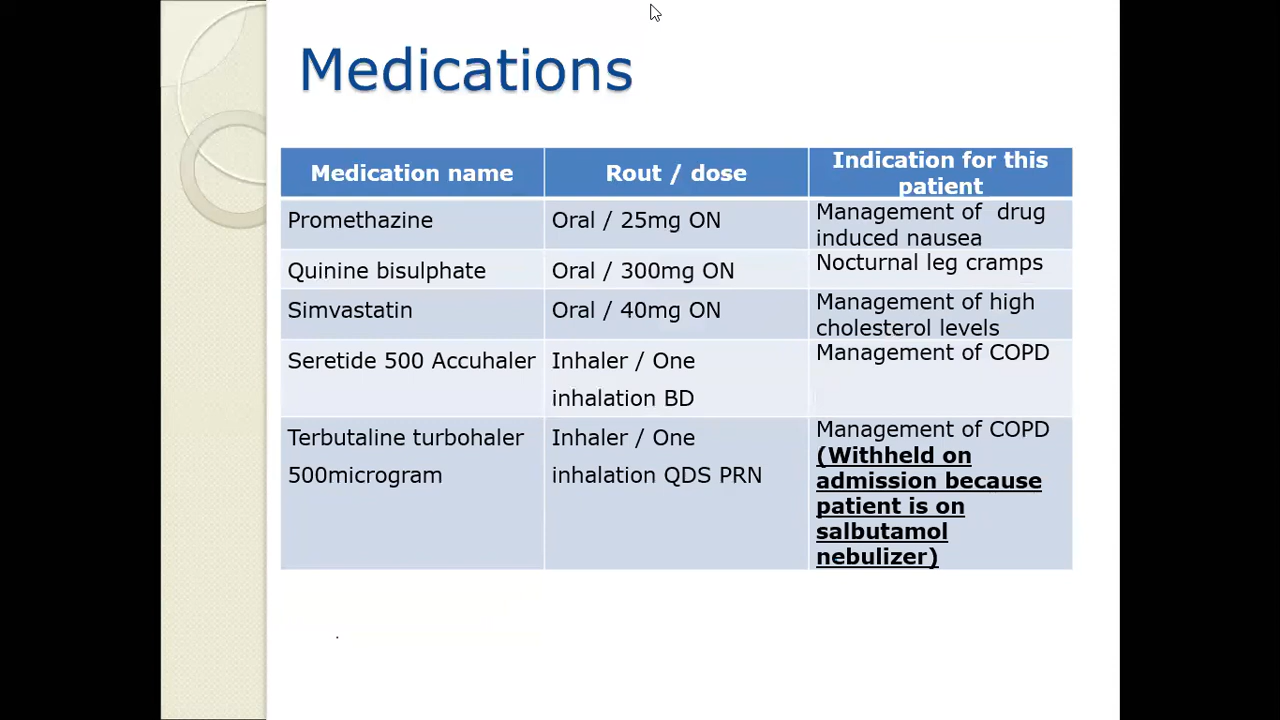 Medications
Medication name
Rout / dose
Indication for this
patient
Promethazine
Oral / 25mg ON
Management of  drug
induced nausea
Quinine bisulphate
Oral / 300mg ON
Nocturnal leg cramps
Simvastatin
Oral / 40mg ON
Management of high
cholesterol levels
Seretide 500 Accuhaler
Inhaler / One
inhalation BD
Management of COPD
Terbutaline turbohaler
500microgram
Inhaler / One
inhalation QDS PRN
Management of COPD
(Withheld on
admission because
patient is on
salbutamol
nebulizer)
.